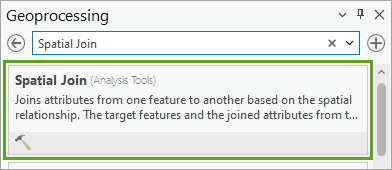 Geoprocessing
Spatial Join
Spatial Join (Analysis Tools)
Joins attributes from one feature to another based on the spatial
relationship. The target features and the joined attributes from t...